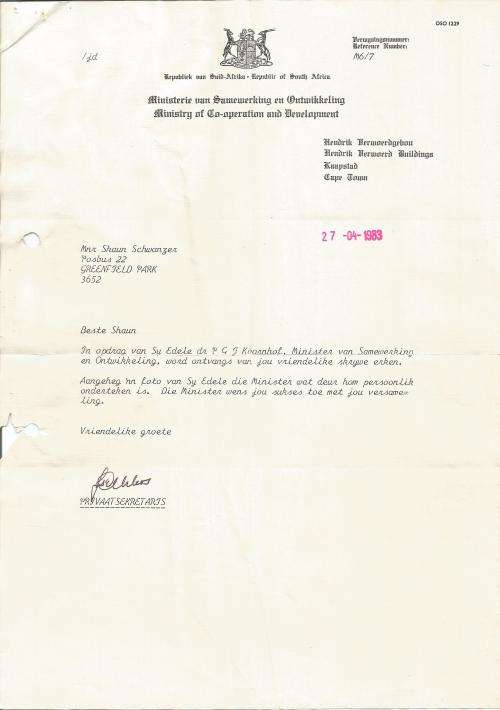 DGO 1229
Verwysingsnommer:
Reference Number:
M6/7
/jd
Republiek van Suid-Afrika • Republic of South Africa
Ministerie van Samewerking en Ontwikkeling
Ministry of Co-operation and Development
Hendrik Verwoerdgebou
Hendrik Verwoerd Buildings
Kaapstad
Cape Town
27 -04- 1983
Mnr Shaun Schwanzer
Posbus 22
GREENFIELD PARK
3652
Beste Shaun
In opdrag van Sy Edele dr P G J Koornhof, Minister van Samewerking
en Ontwikkeling, word ontvangs van jou vriendelike skrywe erken.
Aangeheg 'n foto van Sy Edele die Minister wat deur hom persoonlik
onderteken is. Die Minister wens jou sukses toe met jou versame=
ling.
Vriendelike groete
PRIVAATSEKRETARIS